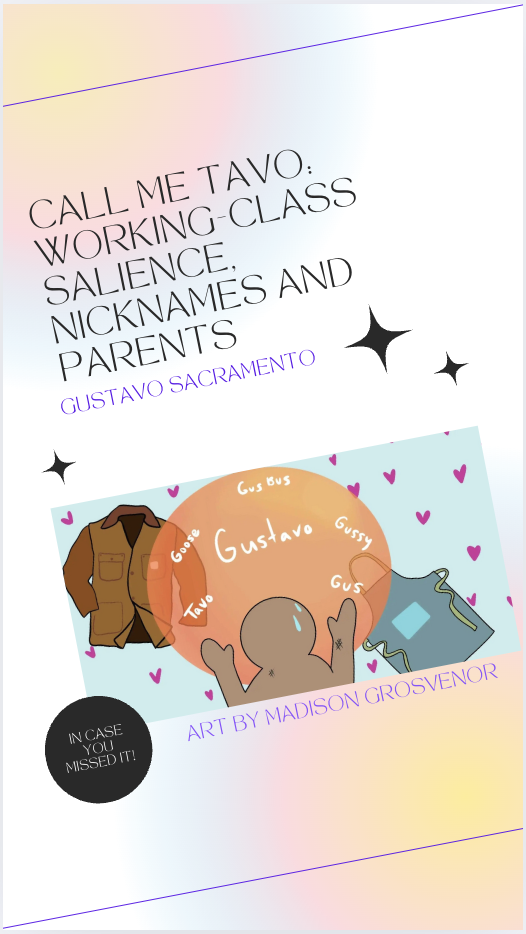 CALL ME TAVO:
WORKING-CLASS
SALIENCE,
NICKNAMES AND
PARENTS
GUSTAVO SACRAMENTO
Gus Bus
Goose
Gustavo
Gussy
Tavo
Gus
ART BY MADISON GROSVENOR
IN CASE
YOU
MISSED IT!